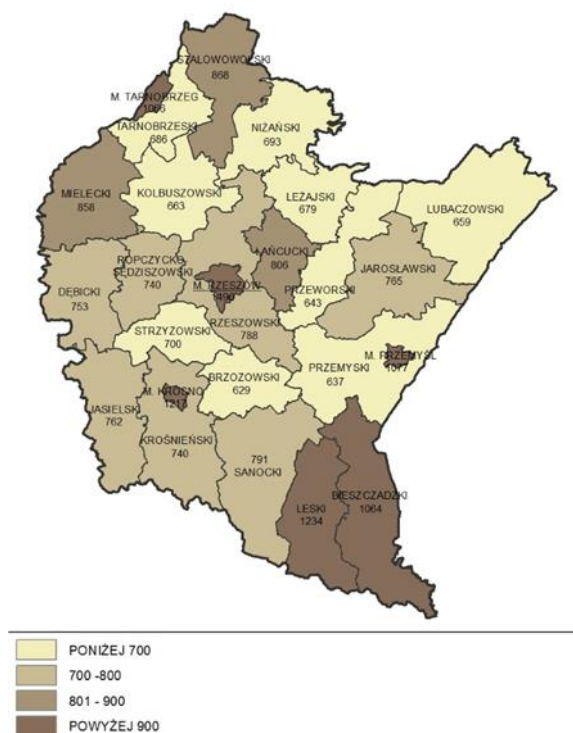 STALOWOWOLSKI
868
M. TARNOBRZEG
TARNOBRZESKI
686
NIŻAŃSKI
693
MIELECKI
858
KOLBUSZOWSKI
663
LEŻAJSKI
679
LUBACZOWSKI
659
ŁAŃCUCKI
806
ROPCZYCKO
SĘDZISZOWSKI
740
JAROSŁAWSKI
765
DĘBICKI
753
M. RZESZÓW
PRZEWORSKI
643
RZESZOWSKI
788
STRZYŻOWSKI
700
M. PRZEMYŚL
1077
PRZEMYSKI
637
BRZOZOWSKI
629
M. KROSNO
1217
JASIELSKI
762
KROŚNIEŃSKI
740
791
SANOCKI
LESKI
1234
BIESZCZADZKI
1064
PONIŻEJ 700
700 -800
801 - 900
POWYŻEJ 900